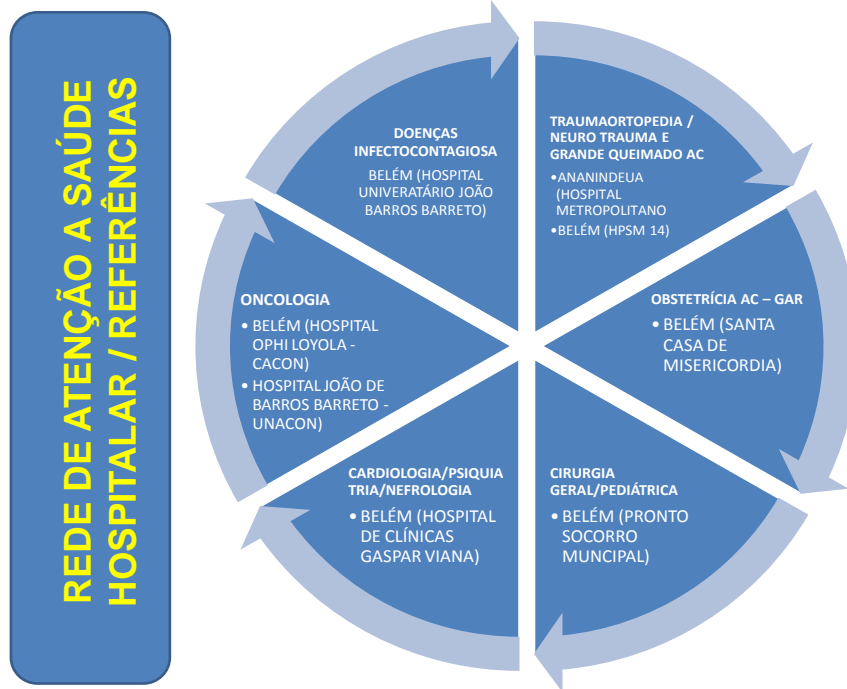 REDE DE ATENÇÃO A SAÚDE
HOSPITALAR / REFERÊNCIAS
DOENÇAS
INFECTOCONTAGIOSA
BELÉM (HOSPITAL
UNIVERATÁRIO JOÃO
BARROS BARRETO)
TRAUMAORTOPEDIA /
NEURO TRAUMA E
GRANDE QUEIMADO AC
•ANANINDEUA
(HOSPITAL
METROPOLITANO
•BELÉM (HPSM 14)
OBSTETRÍCIA AC – GAR
• BELÉM (SANTA
CASA DE
MISERICORDIA)
CIRURGIA
GERAL/PEDIÁTRICA
• BELÉM (PRONTO
SOCORRO
MUNCIPAL)
CARDIOLOGIA/PSIQUIA
TRIA/NEFROLOGIA
• BELÉM (HOSPITAL
DE CLÍNICAS
GASPAR VIANA)
ONCOLOGIA
• BELÉM (HOSPITAL
OPHI LOYOLA -
CACON)
• HOSPITAL JOÃO DE
BARROS BARRETO -
UNACON)